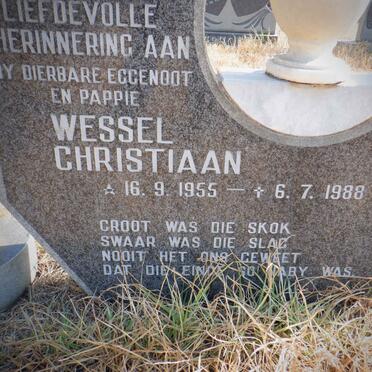 LIEFDEVOLLE
HERINNERING AAN
MY DIERBARE EGGENOOT
EN PAPPIE
WESSEL
CHRISTIAAN
16. 9. 1955 — ✝ 6. 7. 1988
GROOT WAS DIE SKOK
SWAAR WAS DIE SLAG
NOOIT HET ONS GEWEET
DAT DIE EINDE SO NABY WAS